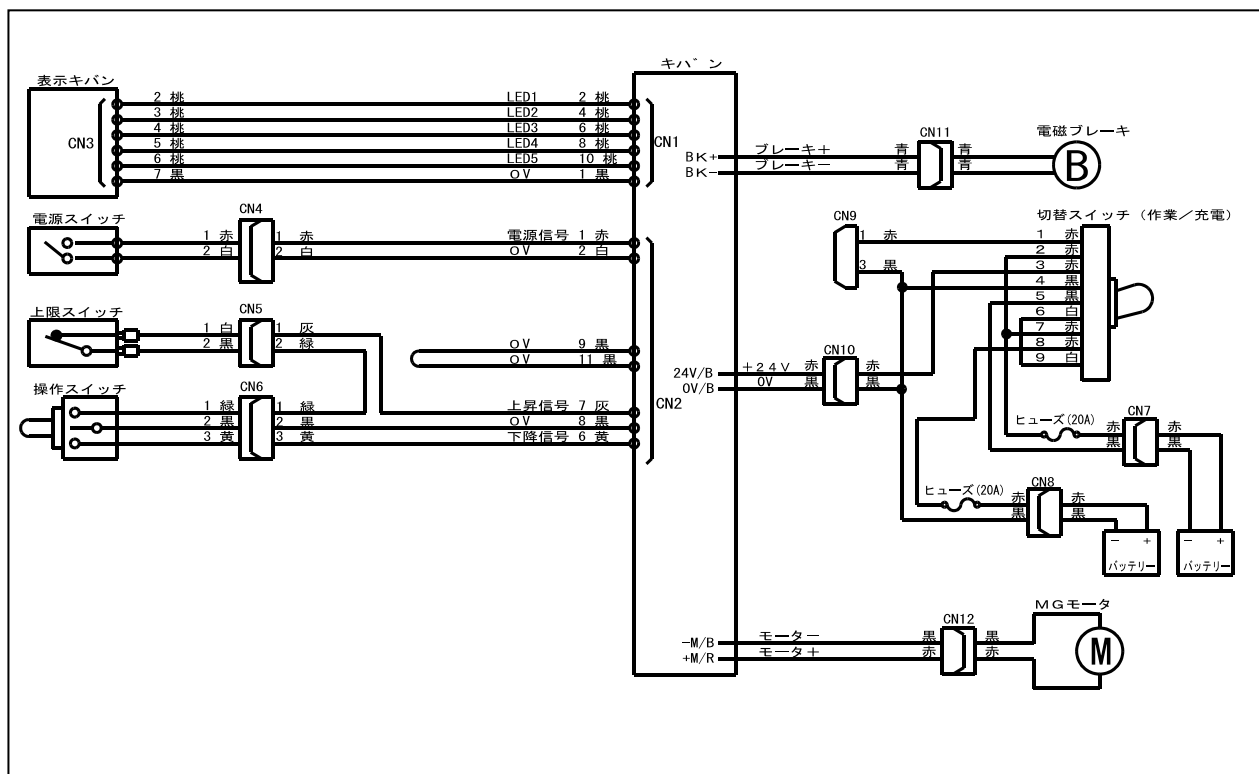 キバン
表示キバン
CN3
2 桃 LED1 2 桃
3 桃 LED2 4 桃
4 桃 LED3 6 桃
5 桃 LED4 8 桃
6 桃 LED5 10 桃
7 黒 0V 1 黒
CN1
電源スイッチ
CN4
1 赤 1 赤 電源信号 1 赤
2 白 2 白 0V 2 白
上限スイッチ
CN5
1 白 1 灰
2 黒 2 緑
0V 9 黒
0V 11 黒
操作スイッチ
CN6
1 緑 1 緑 上昇信号 7 灰
2 黒 2 黒 0V 8 黒
3 黄 3 黄 下降信号 6 黄
CN2
BK+ ブレーキ+ 青 CN11 青
BK- ブレーキ- 青 青
電磁ブレーキ
B
CN9
1 赤
3 黒
切替スイッチ(作業/充電)
1 赤
2 赤
3 赤
4 黒
5 黒
6 白
7 赤
8 赤
9 白
CN10
24V/B +24V 赤 赤
0V/B 0V 黒 黒
ヒューズ(20A) 赤 CN7 赤
黒 黒
ヒューズ(20A) 赤 CN8 赤
黒 黒
- + - +
バッテリー バッテリー
MGモータ
CN12
-M/B モーター- 黒 黒
+M/R モータ+ 赤 赤
M